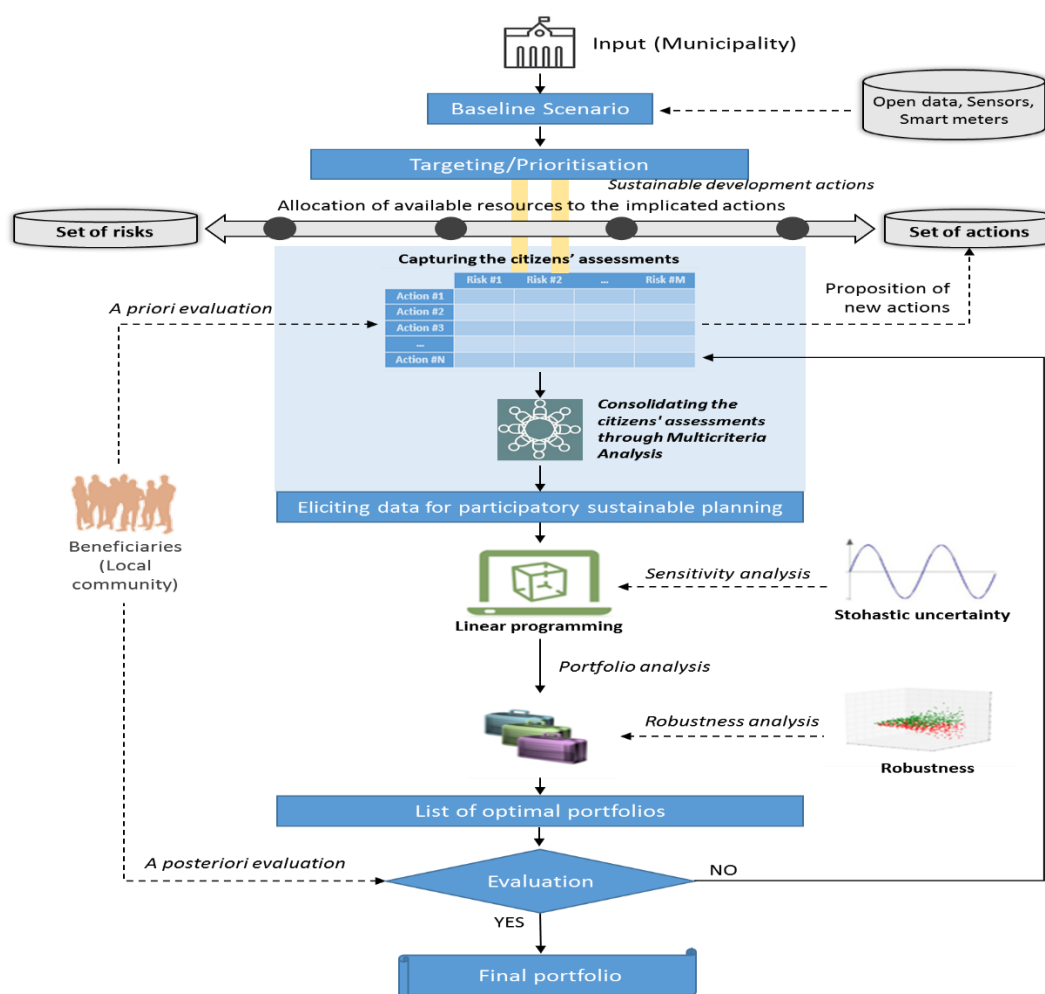 Input (Municipality)
Baseline Scenario
Open data, Sensors,
Smart meters
Targeting/Prioritisation
Sustainable development actions
Allocation of available resources to the implicated actions
Set of risks
Set of actions
Capturing the citizens' assessments
Risk #1 Risk #2 ... Risk #M
Action #1
Action #2
Action #3
...
Action #N
A priori evaluation
Proposition of
new actions
Consolidating the
citizens' assessments
through Multicriteria
Analysis
Eliciting data for participatory sustainable planning
Beneficiaries
(Local
community)
Sensitivity analysis
Stohastic uncertainty
Linear programming
Portfolio analysis
Robustness analysis
Robustness
List of optimal portfolios
A posteriori evaluation
Evaluation
NO
YES
Final portfolio